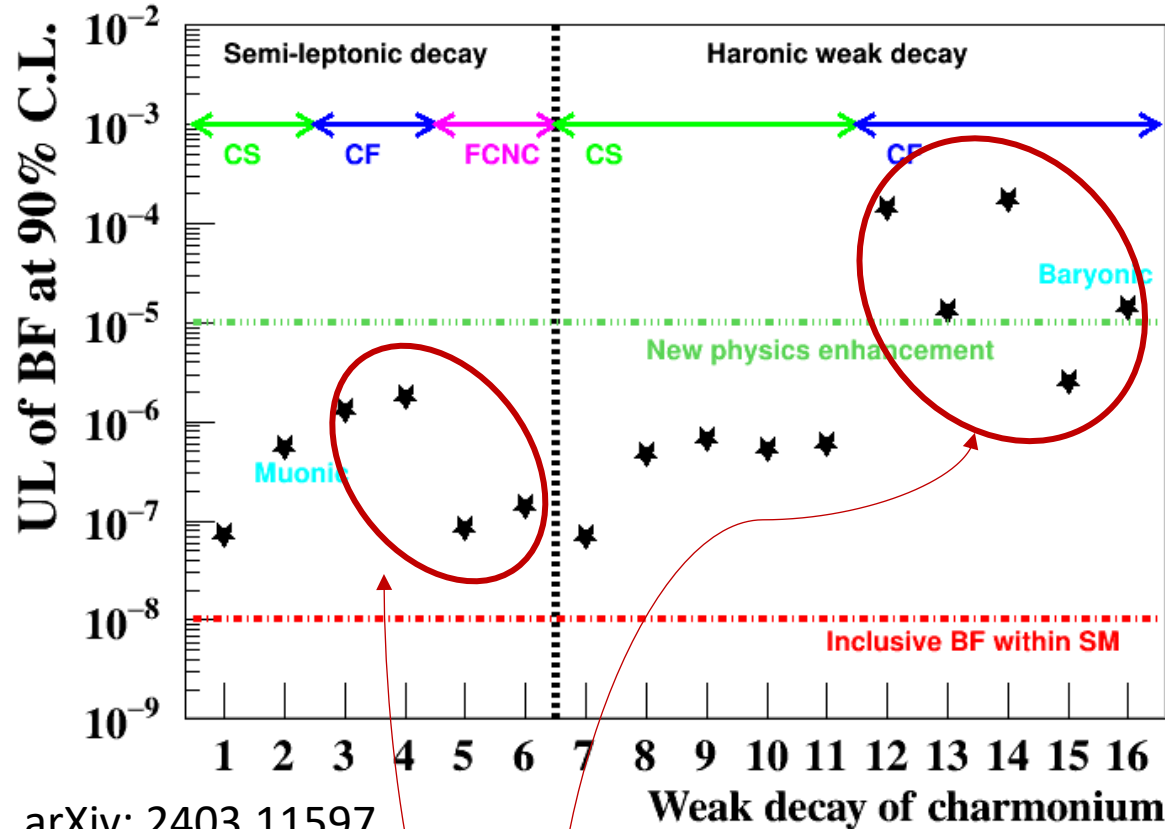 UL of BF at 90% C.L.
10⁻²
10⁻³
10⁻⁴
10⁻⁵
10⁻⁶
10⁻⁷
10⁻⁸
10⁻⁹
Semi-leptonic decay
Haronic weak decay
CS
CF
FCNC
CS
CF
Baryonic
New physics enhancement
Muonic
Inclusive BF within SM
1 2 3 4 5 6 7 8 9 10 11 12 13 14 15 16
Weak decay of charmonium
arXiv: 2403.11597